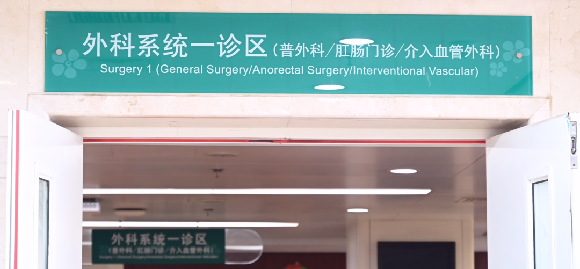 外科系统一诊区(普外科/肛肠门诊/介入血管外科)
Surgery 1 (General Surgery/Anorectal Surgery/Interventional Vascular)
外科系统一诊区
(普外科/肛肠门诊/介入血管外科)